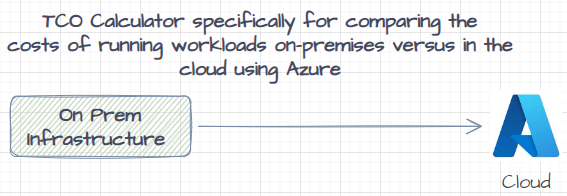 TCO Calculator specifically for comparing the
costs of running workloads on-premises versus in the
cloud using Azure
On Prem
Infrastructure
Cloud